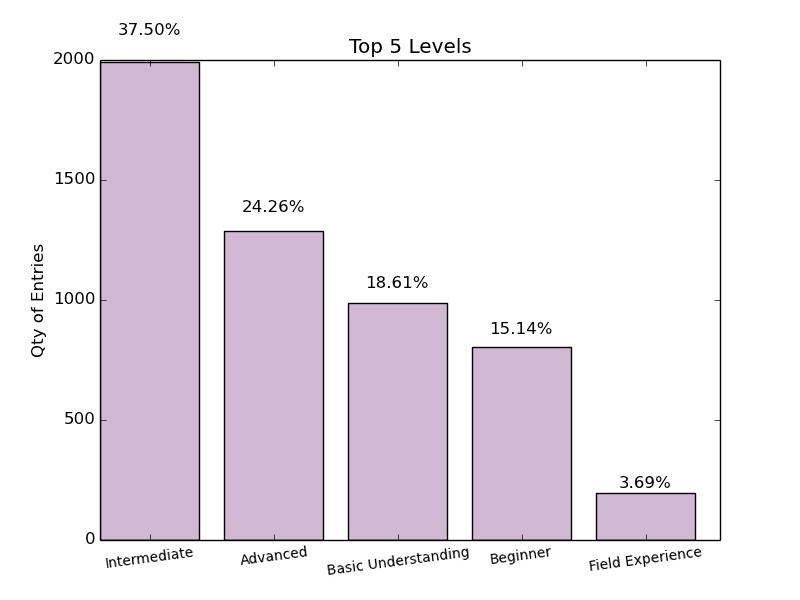 37.50%
Top 5 Levels
2000
1500
1000
500
0
Qty of Entries
24.26%
18.61%
15.14%
3.69%
Intermediate
Advanced
Basic Understanding
Beginner
Field Experience